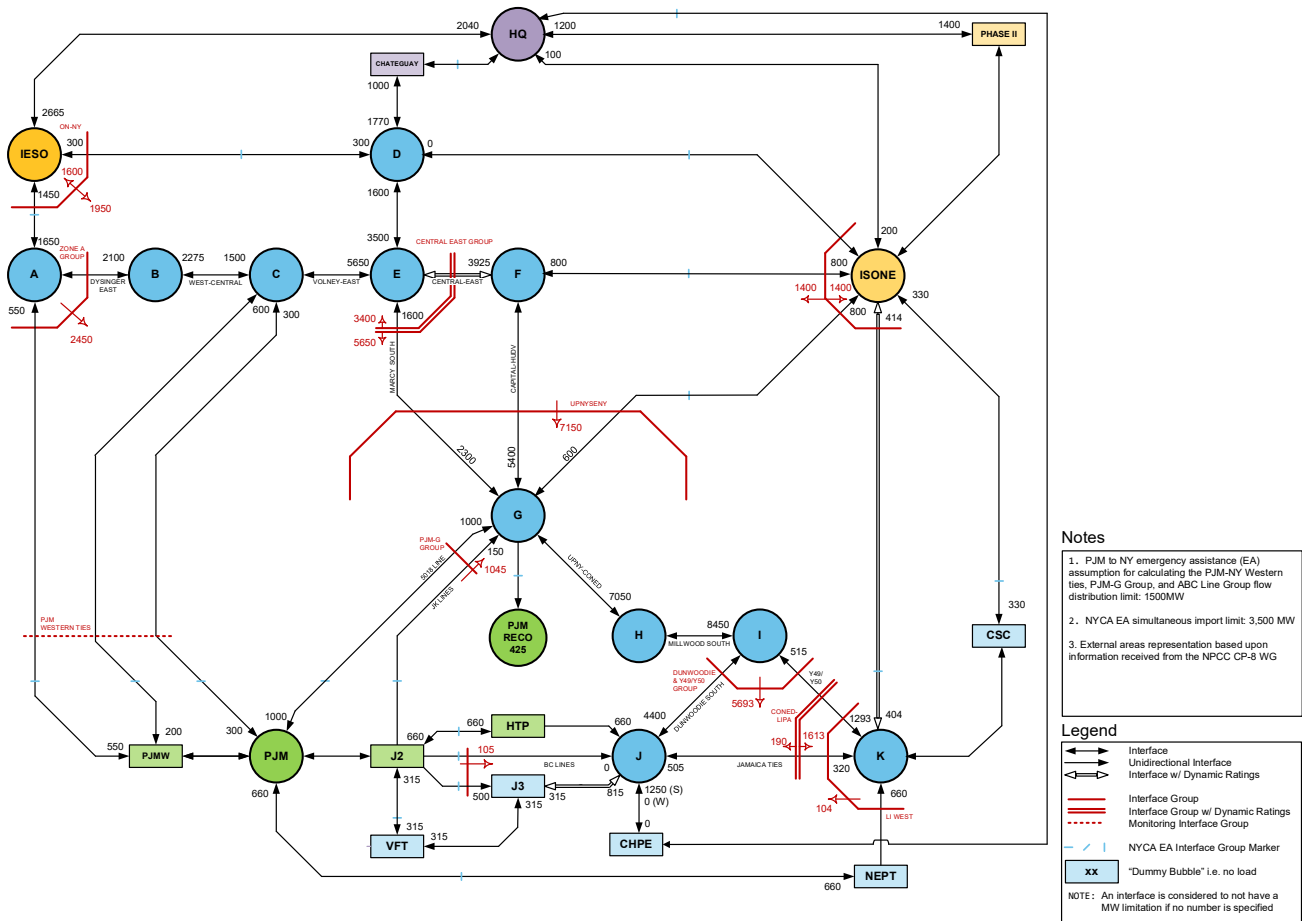 HQ
2040
1200
1400
PHASE II
CHATEGUAY
100
1000
2665
ON-NY
1770
IESO
300
300
D
0
1600
1450
1950
1600
1650
ZONE A
GROUP
3500
CENTRAL EAST GROUP
200
A
2100
B
2275
1500
C
5650
E
3925
F
800
800
ISONE
DYSINGER
EAST
WEST-CENTRAL
VOLNEY-EAST
CENTRAL-EAST
550
600
300
1600
1400
1400
330
2450
3400
5650
800
414
MARCY SOUTH
CAPITAL-HUDV
UPNYSENY
7150
2300
5400
600
G
1000
150
PJM-G
GROUP
1045
5018 LINE
JK LINES
UPNY-CONED
7050
PJM
WESTERN TIES
PJM
RECO
425
H
8450
I
MILLWOOD SOUTH
515
330
CSC
DUNWOODIE
& Y49/Y50
GROUP
Y49/
Y50
5693
DUNWOODIE SOUTH
CONED-
LIPA
1000
660
HTP
660
4400
1293
404
550
200
300
660
105
190
1613
PJMW
PJM
J2
BC LINES
0
J
505
JAMAICA TIES
320
K
660
315
500
J3
315
815
1250 (S)
0 (W)
104
660
LI WEST
315
315
315
VFT
0
CHPE
660
NEPT
Notes
1. PJM to NY emergency assistance (EA)
assumption for calculating the PJM-NY Western
ties, PJM-G Group, and ABC Line Group flow
distribution limit: 1500MW
2. NYCA EA simultaneous import limit: 3,500 MW
3. External areas representation based upon
information received from the NPCC CP-8 WG
Legend
Interface
Unidirectional Interface
Interface w/ Dynamic Ratings
Interface Group
Interface Group w/ Dynamic Ratings
Monitoring Interface Group
NYCA EA Interface Group Marker
xx
"Dummy Bubble" i.e. no load
NOTE: An interface is considered to not have a
MW limitation if no number is specified